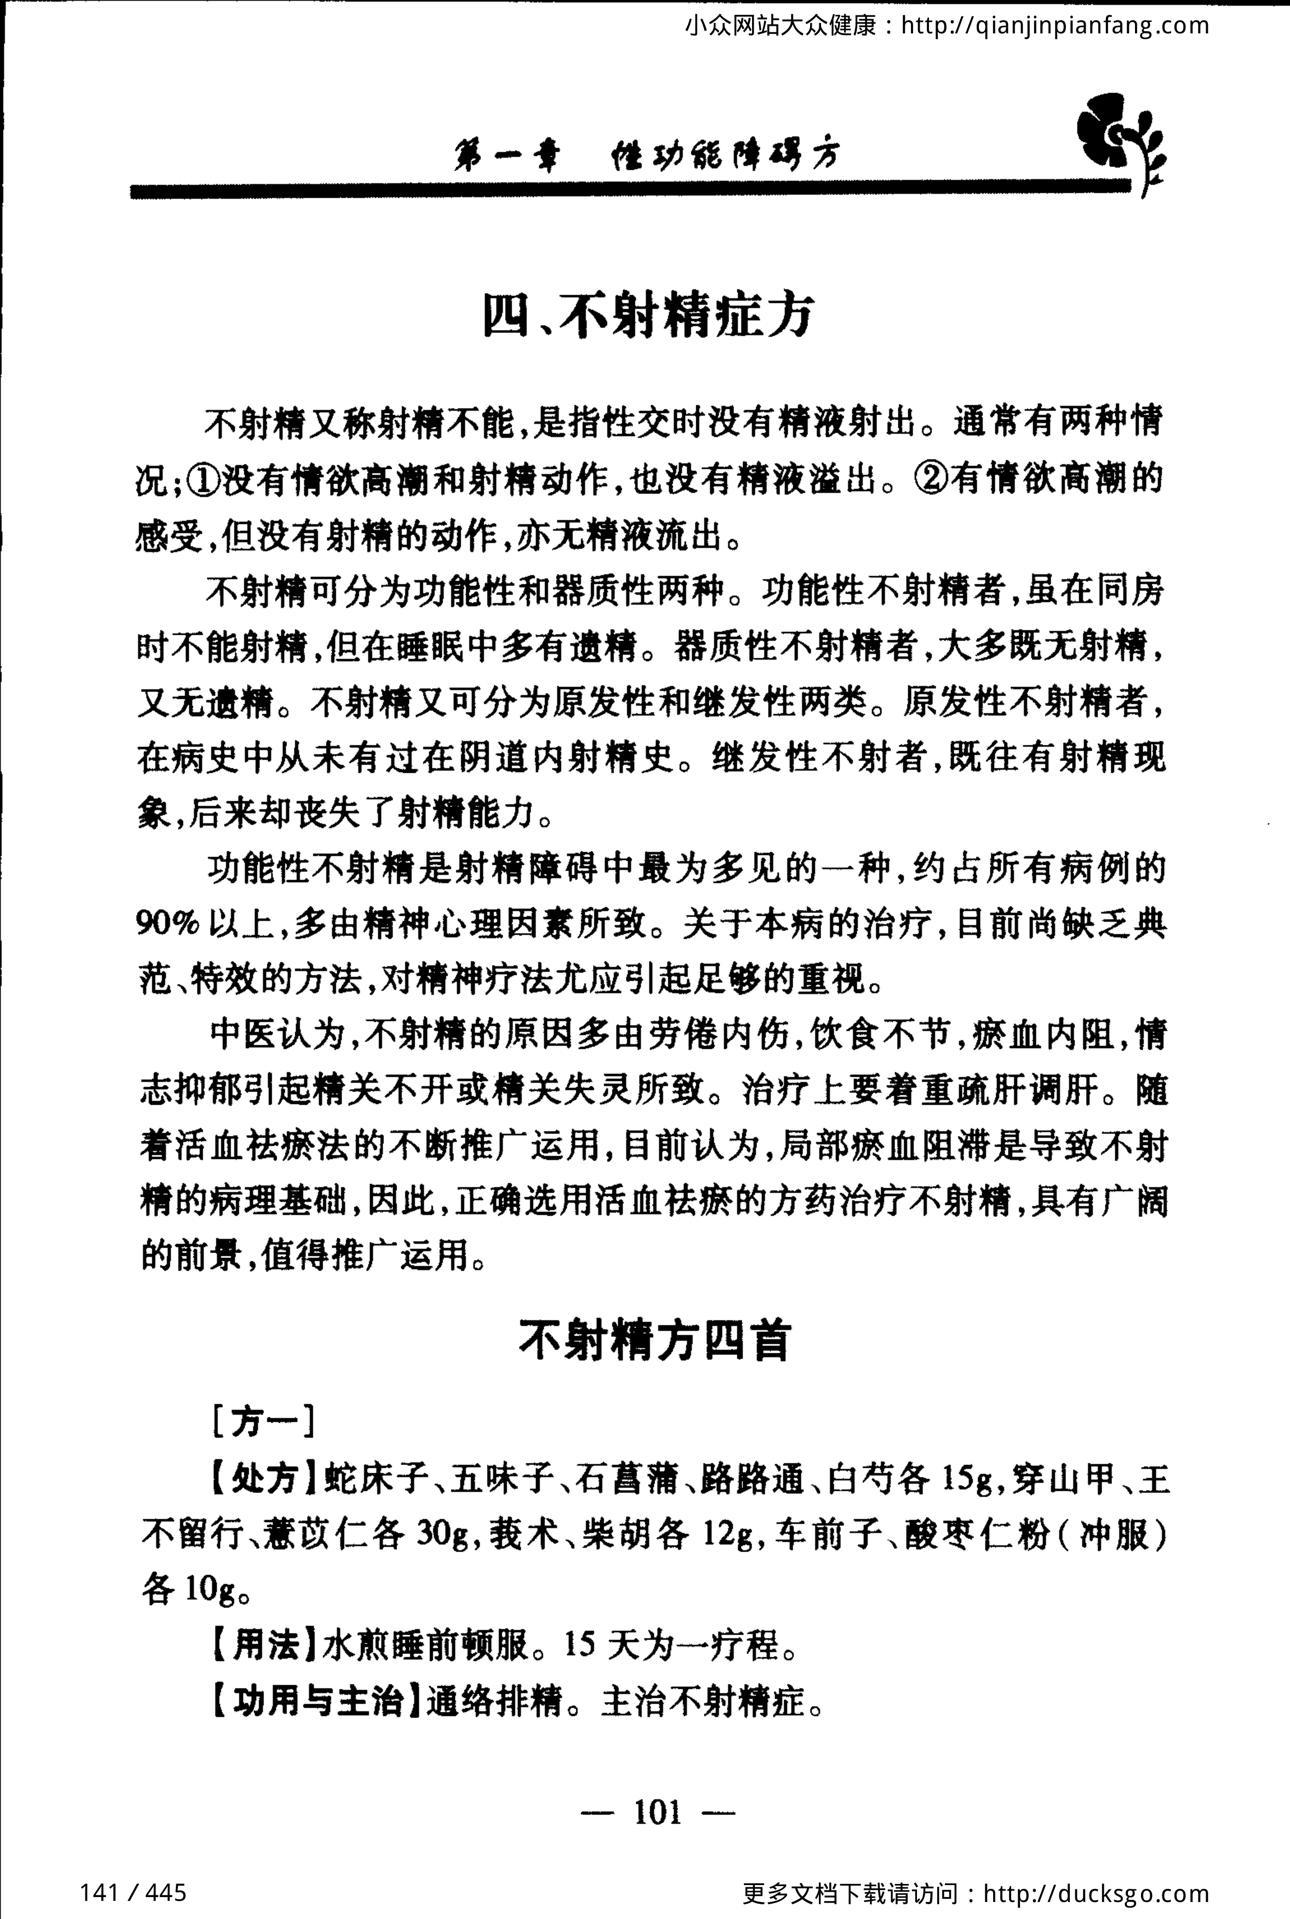 小众网站大众健康：http://qianjinpianfang.com
第一章　性功能障碍方
四、不射精症方
不射精又称射精不能,是指性交时没有精液射出。通常有两种情
况;①没有情欲高潮和射精动作,也没有精液溢出。②有情欲高潮的
感受,但没有射精的动作,亦无精液流出。
不射精可分为功能性和器质性两种。功能性不射精者,虽在同房
时不能射精,但在睡眠中多有遗精。器质性不射精者,大多既无射精,
又无遗精。不射精又可分为原发性和继发性两类。原发性不射精者,
在病史中从未有过在阴道内射精史。继发性不射者,既往有射精现
象,后来却丧失了射精能力。
功能性不射精是射精障碍中最为多见的一种,约占所有病例的
90%以上,多由精神心理因素所致。关于本病的治疗,目前尚缺乏典
范、特效的方法,对精神疗法尤应引起足够的重视。
中医认为,不射精的原因多由劳倦内伤,饮食不节,瘀血内阻,情
志抑郁引起精关不开或精关失灵所致。治疗上要着重疏肝调肝。随
着活血祛瘀法的不断推广运用,目前认为,局部瘀血阻滞是导致不射
精的病理基础,因此,正确选用活血祛瘀的方药治疗不射精,具有广阔
的前景,值得推广运用。
不射精方四首
[方一]
【处方】蛇床子、五味子、石菖蒲、路路通、白芍各 15g,穿山甲、王
不留行、薏苡仁各 30g,莪术、柴胡各 12g,车前子、酸枣仁粉(冲服)
各 10g。
【用法】水煎睡前顿服。15 天为一疗程。
【功用与主治】通络排精。主治不射精症。
— 101 —
141 / 445
更多文档下载请访问：http://ducksgo.com